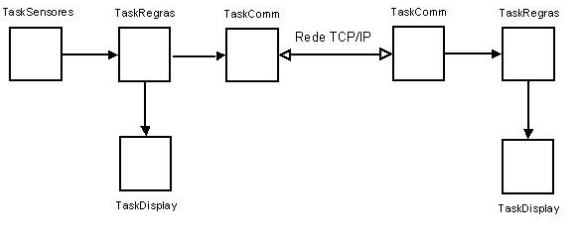 TaskSensores
TaskRegras
TaskComm
Rede TCP/IP
TaskComm
TaskRegras
TaskDisplay
TaskDisplay